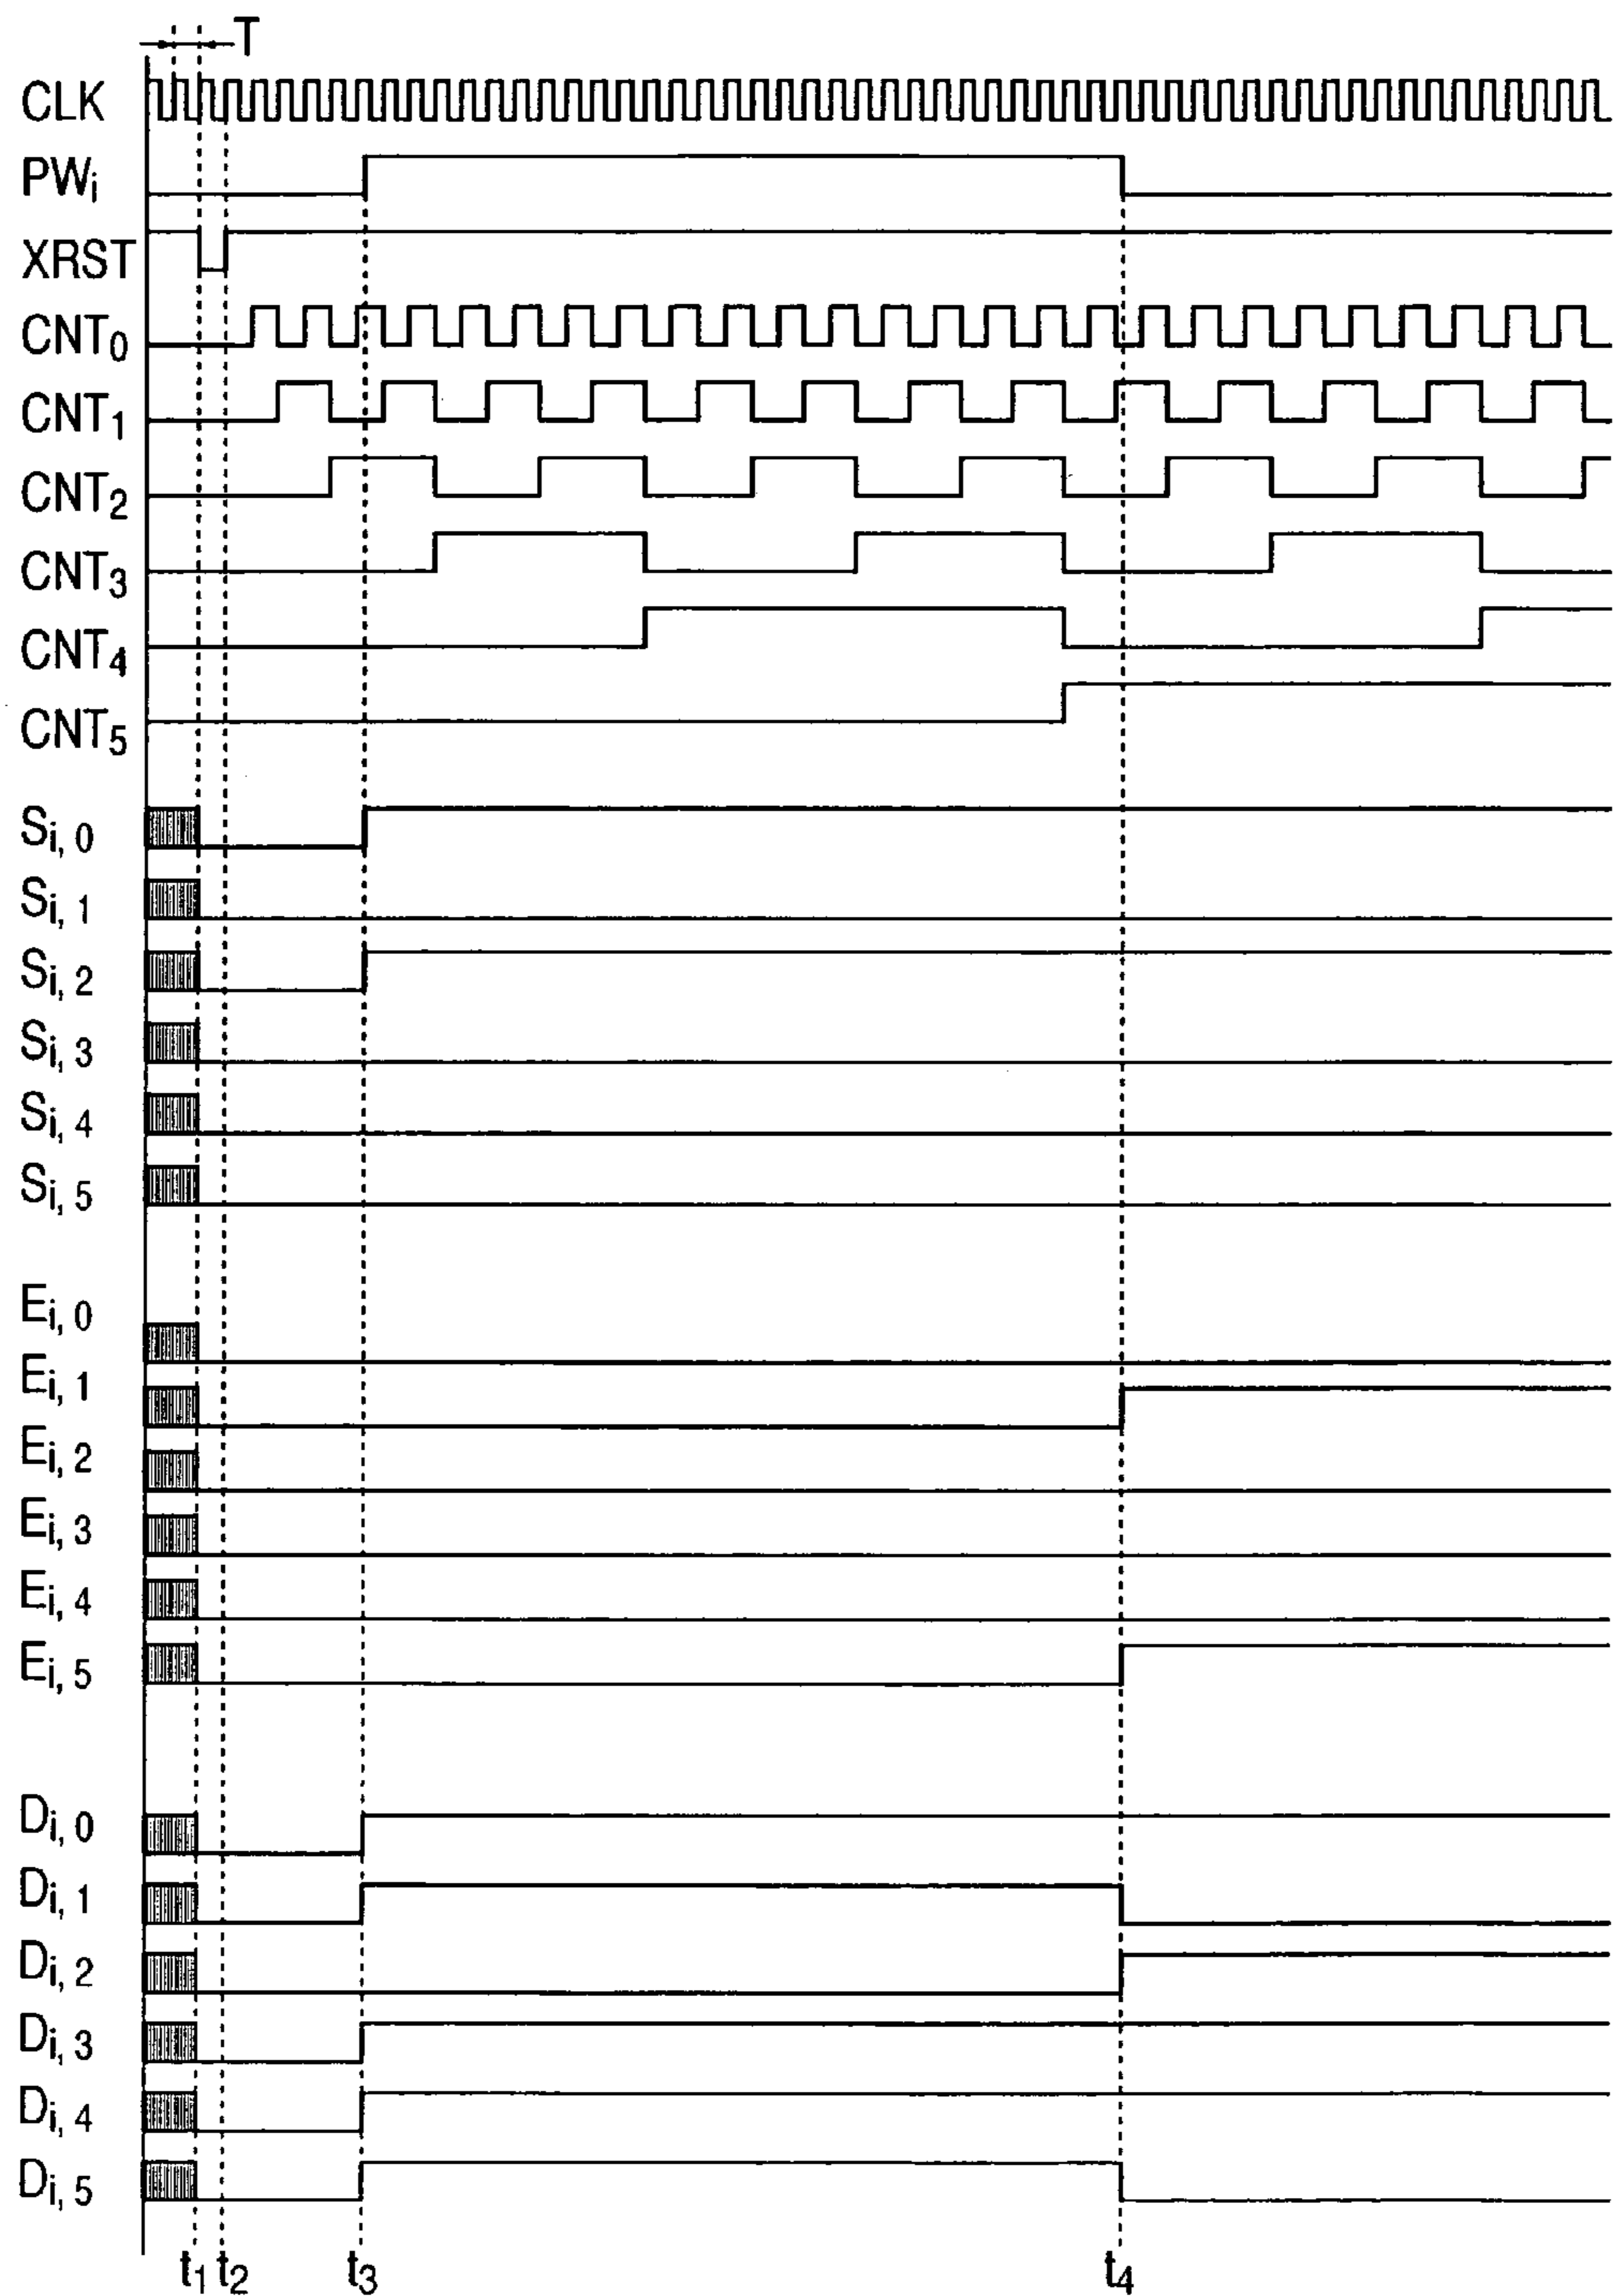 T
CLK
PWi
XRST
CNT0
CNT1
CNT2
CNT3
CNT4
CNT5
Si, 0
Si, 1
Si, 2
Si, 3
Si, 4
Si, 5
Ei, 0
Ei, 1
Ei, 2
Ei, 3
Ei, 4
Ei, 5
Di, 0
Di, 1
Di, 2
Di, 3
Di, 4
Di, 5
t1 t2 t3 t4